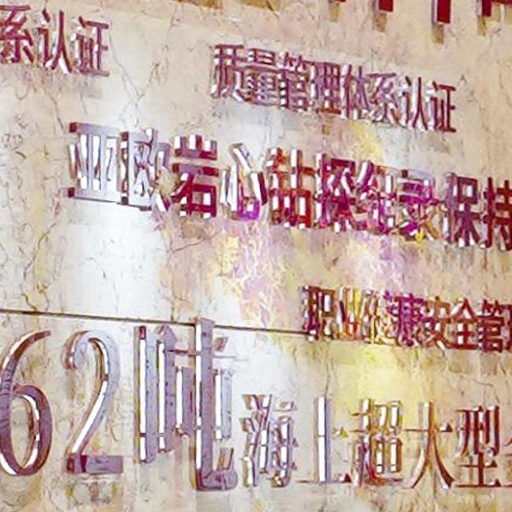 系认证
质量管理体系认证
亚欧岩心钻探纪录保持
职业健康安全管理
62吨海上超大型